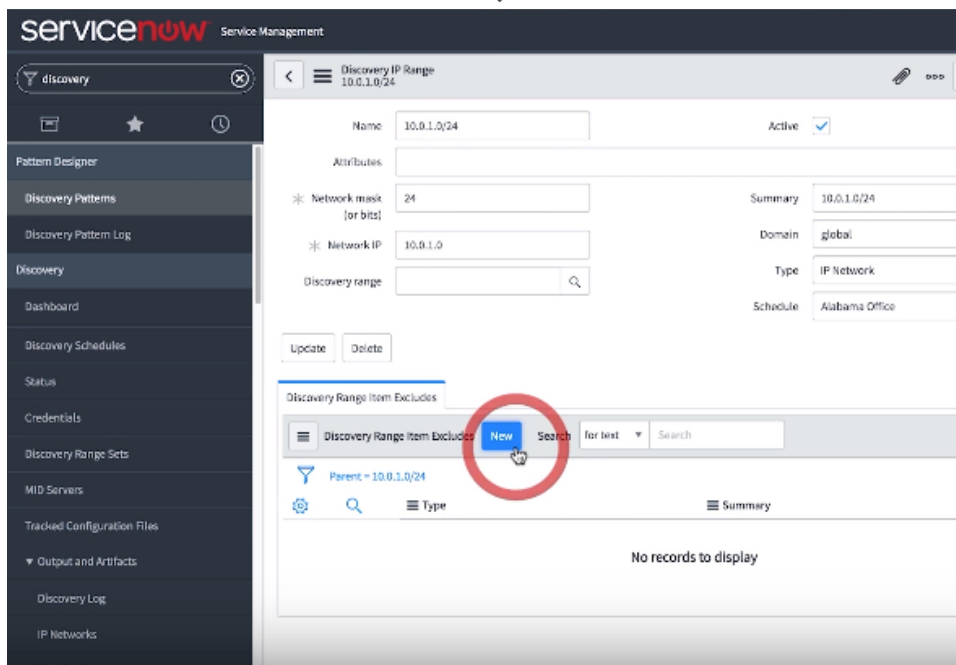 servicenow Service Management
discovery
Discovery IP Range
10.0.1.0/24
Name 10.0.1.0/24 Active
Attributes
Pattern Designer
Discovery Patterns
Discovery Pattern Log
Discovery
Dashboard
Discovery Schedules
Status
Credentials
Discovery Range Sets
MID Servers
Tracked Configuration Files
Output and Artifacts
Discovery Log
IP Networks
Network mask 24 Summary 10.0.1.0/24
(or bits)
Network IP 10.0.1.0 Domain global
Discovery range Type IP Network
Schedule Alabama Office
Update Delete
Discovery Range Item Excludes
Discovery Range Item Excludes New Search for text Search
Parent = 10.0.1.0/24
Type Summary
No records to display